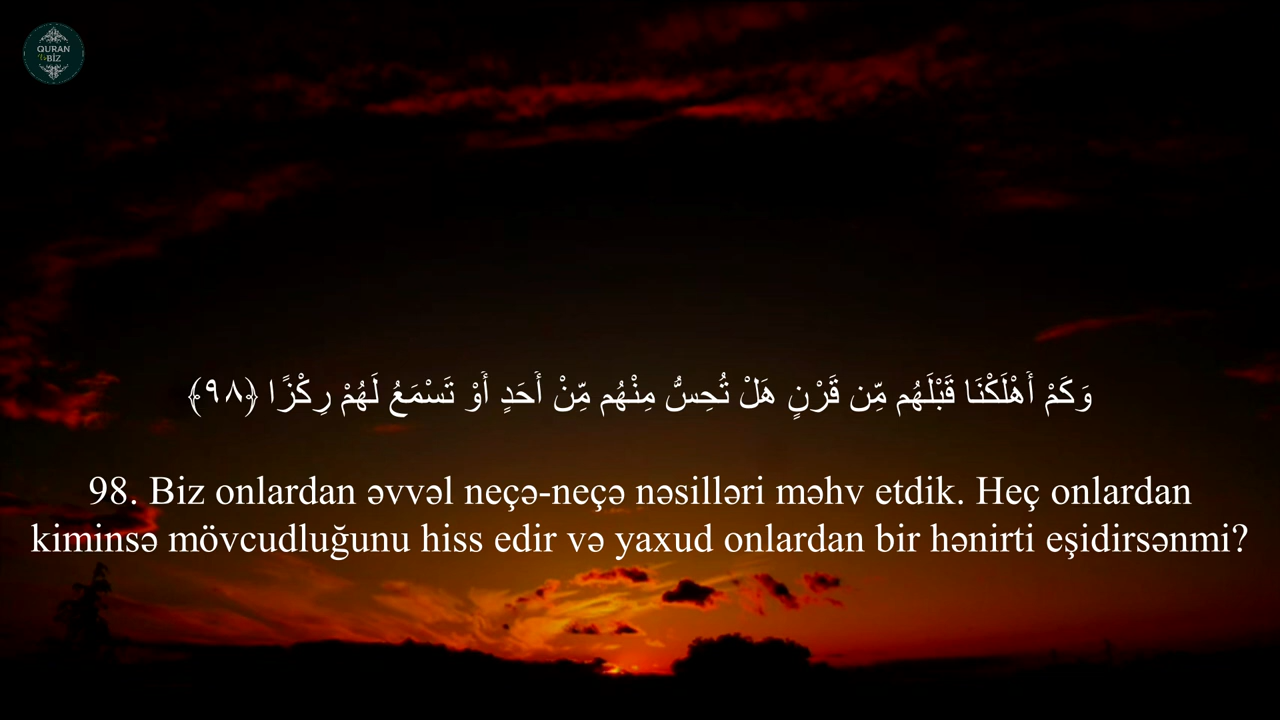 QURAN
və BİZ
وَكَمْ أَهْلَكْنَا قَبْلَهُم مِّن قَرْنٍ هَلْ تُحِسُّ مِنْهُم مِّنْ أَحَدٍ أَوْ تَسْمَعُ لَهُمْ رِكْزًا ﴿٩٨﴾
98. Biz onlardan əvvəl neçə-neçə nəsilləri məhv etdik. Heç onlardan
kiminsə mövcudluğunu hiss edir və yaxud onlardan bir hənirti eşidirsənmi?